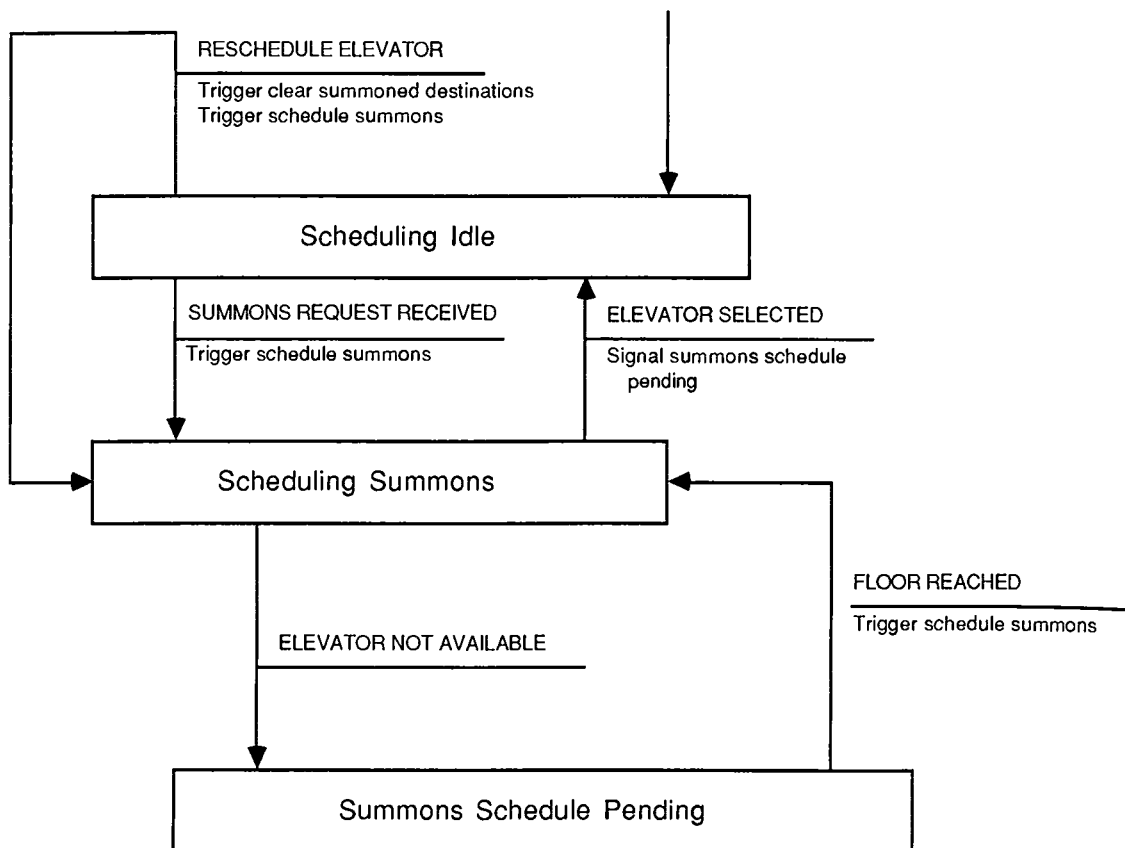 RESCHEDULE ELEVATOR
Trigger clear summoned destinations
Trigger schedule summons
Scheduling Idle
SUMMONS REQUEST RECEIVED
Trigger schedule summons
ELEVATOR SELECTED
Signal summons schedule
pending
Scheduling Summons
FLOOR REACHED
Trigger schedule summons
ELEVATOR NOT AVAILABLE
Summons Schedule Pending